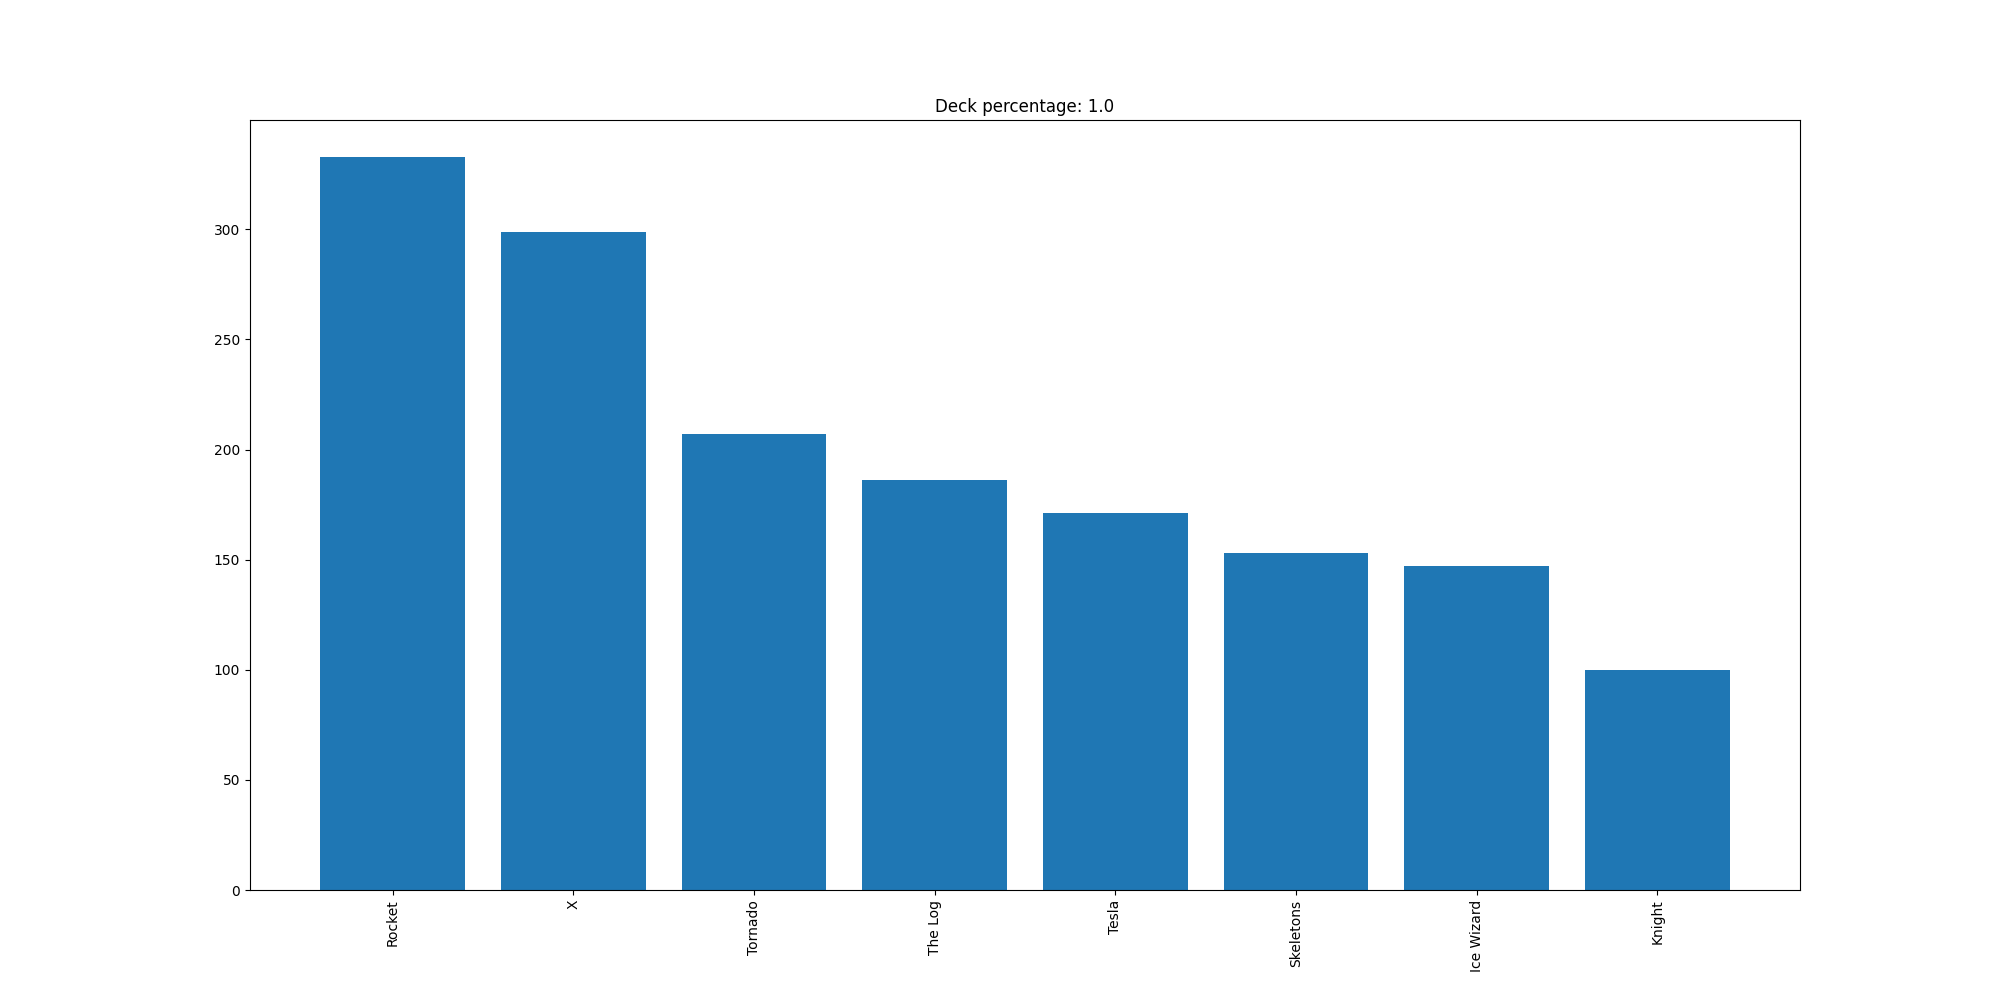 Deck percentage: 1.0
300
250
200
150
100
50
0
Rocket
X
Tornado
The Log
Tesla
Skeletons
Ice Wizard
Knight